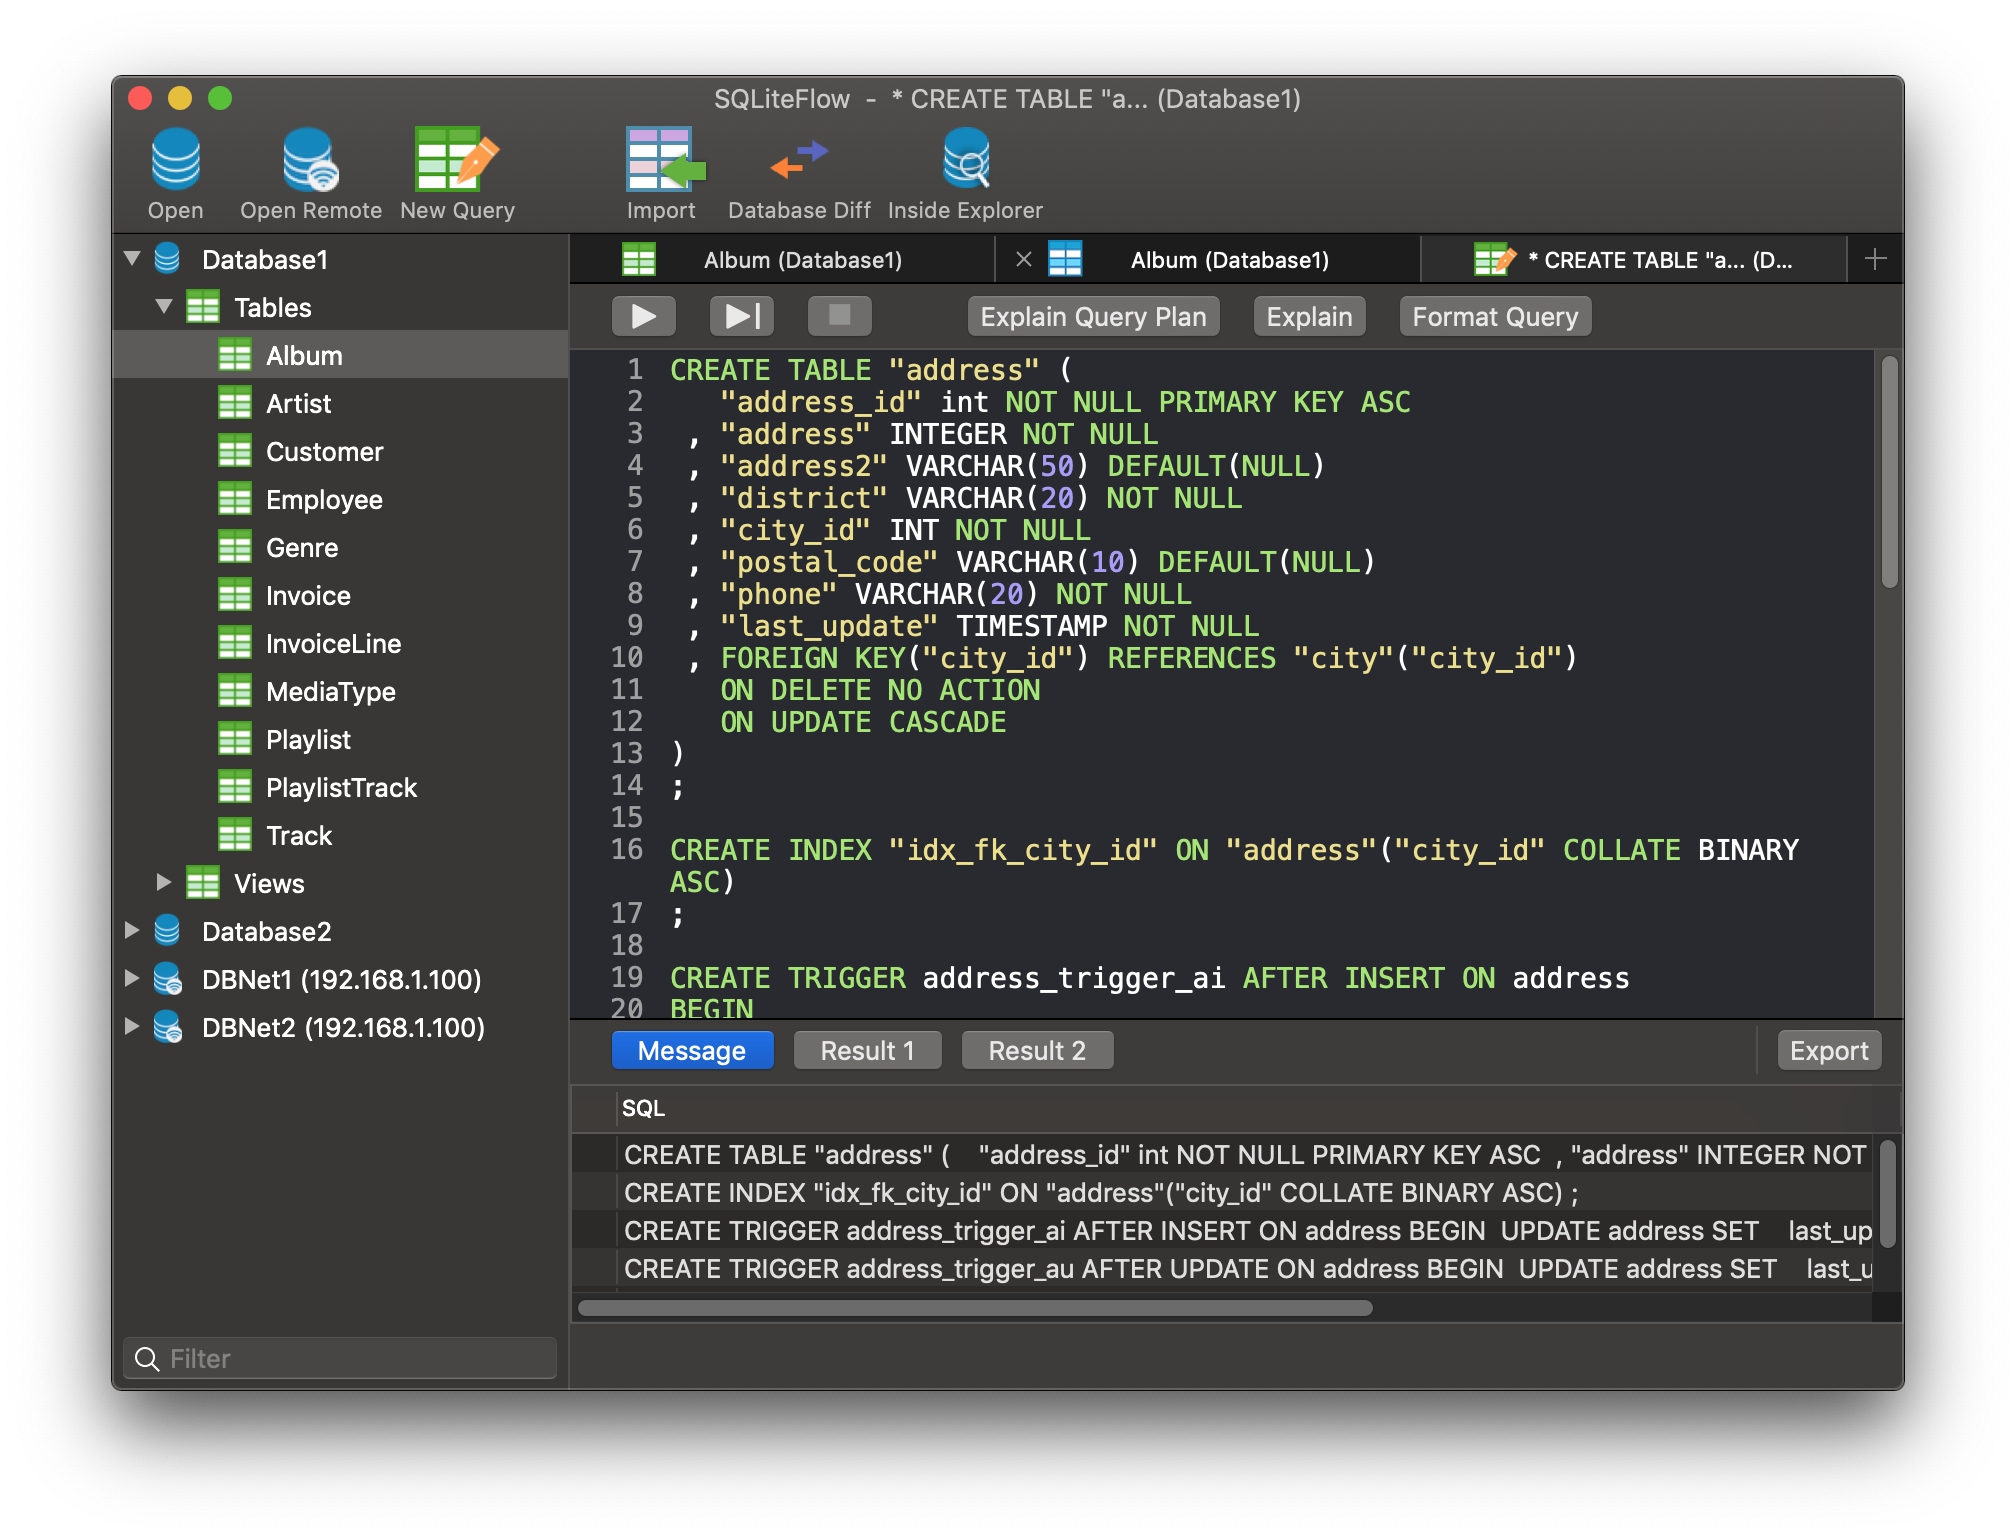 SQLiteFlow - * CREATE TABLE "a... (Database1)
Open
Open Remote
New Query
Import
Database Diff
Inside Explorer
Database1
Tables
Album
Artist
Customer
Employee
Genre
Invoice
InvoiceLine
MediaType
Playlist
PlaylistTrack
Track
Views
Database2
DBNet1 (192.168.1.100)
DBNet2 (192.168.1.100)
Filter
Album (Database1)
Album (Database1)
* CREATE TABLE "a... (D...
Explain Query Plan
Explain
Format Query
1 CREATE TABLE "address" (
2 "address_id" int NOT NULL PRIMARY KEY ASC
3 , "address" INTEGER NOT NULL
4 , "address2" VARCHAR(50) DEFAULT(NULL)
5 , "district" VARCHAR(20) NOT NULL
6 , "city_id" INT NOT NULL
7 , "postal_code" VARCHAR(10) DEFAULT(NULL)
8 , "phone" VARCHAR(20) NOT NULL
9 , "last_update" TIMESTAMP NOT NULL
10 , FOREIGN KEY("city_id") REFERENCES "city"("city_id")
11 ON DELETE NO ACTION
12 ON UPDATE CASCADE
13 )
14 ;
15
16 CREATE INDEX "idx_fk_city_id" ON "address"("city_id" COLLATE BINARY
ASC)
17 ;
18
19 CREATE TRIGGER address_trigger_ai AFTER INSERT ON address
20 BEGIN
Message
Result 1
Result 2
Export
SQL
CREATE TABLE "address" ( "address_id" int NOT NULL PRIMARY KEY ASC , "address" INTEGER NOT
CREATE INDEX "idx_fk_city_id" ON "address"("city_id" COLLATE BINARY ASC) ;
CREATE TRIGGER address_trigger_ai AFTER INSERT ON address BEGIN UPDATE address SET last_up
CREATE TRIGGER address_trigger_au AFTER UPDATE ON address BEGIN UPDATE address SET last_u